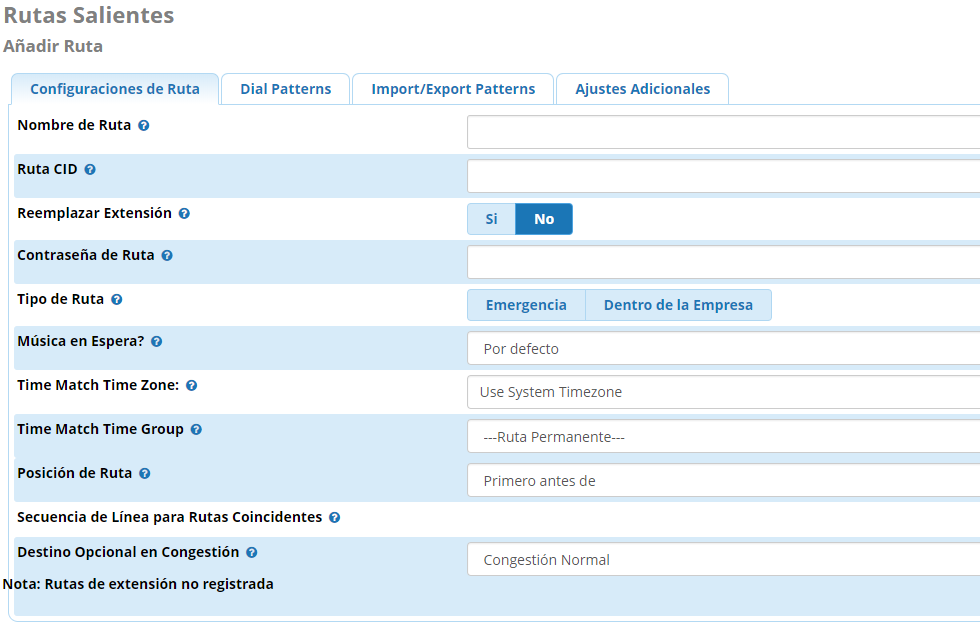 Rutas Salientes
Añadir Ruta
Configuraciones de Ruta Dial Patterns Import/Export Patterns Ajustes Adicionales
Nombre de Ruta ?
Ruta CID ?
Reemplazar Extensión ? Si No
Contraseña de Ruta ?
Tipo de Ruta ? Emergencia Dentro de la Empresa
Música en Espera? ? Por defecto
Time Match Time Zone: ? Use System Timezone
Time Match Time Group ? ---Ruta Permanente---
Posición de Ruta ? Primero antes de
Secuencia de Línea para Rutas Coincidentes ?
Destino Opcional en Congestión ? Congestión Normal
Nota: Rutas de extensión no registrada